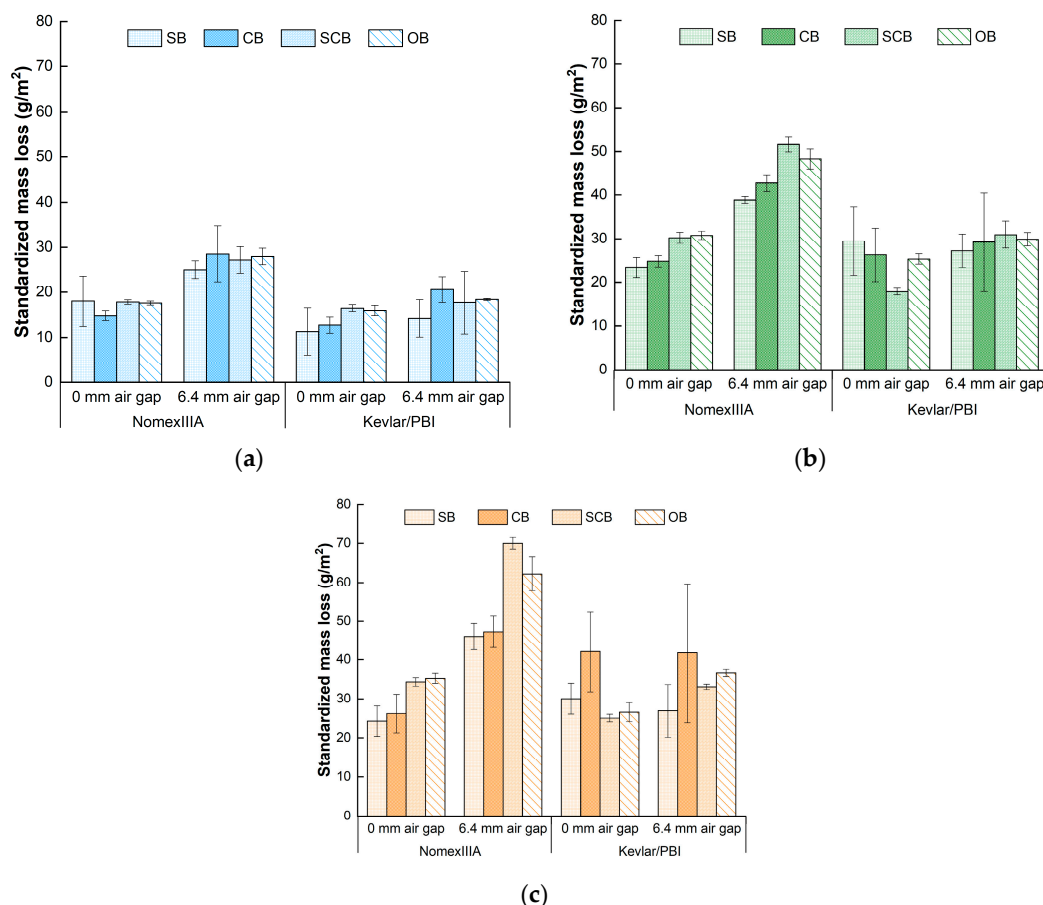 80
70
60
50
40
30
20
10
0
Standardized mass loss (g/m²)
SB CB SCB OB
0 mm air gap 6.4 mm air gap 0 mm air gap 6.4 mm air gap
NomexIIIA Kevlar/PBI
(a)
80
70
60
50
40
30
20
10
0
Standardized mass loss (g/m²)
SB CB SCB OB
0 mm air gap 6.4 mm air gap 0 mm air gap 6.4 mm air gap
NomexIIIA Kevlar/PBI
(b)
80
70
60
50
40
30
20
10
0
Standardized mass loss (g/m²)
SB CB SCB OB
0 mm air gap 6.4 mm air gap 0 mm air gap 6.4 mm air gap
NomexIIIA Kevlar/PBI
(c)